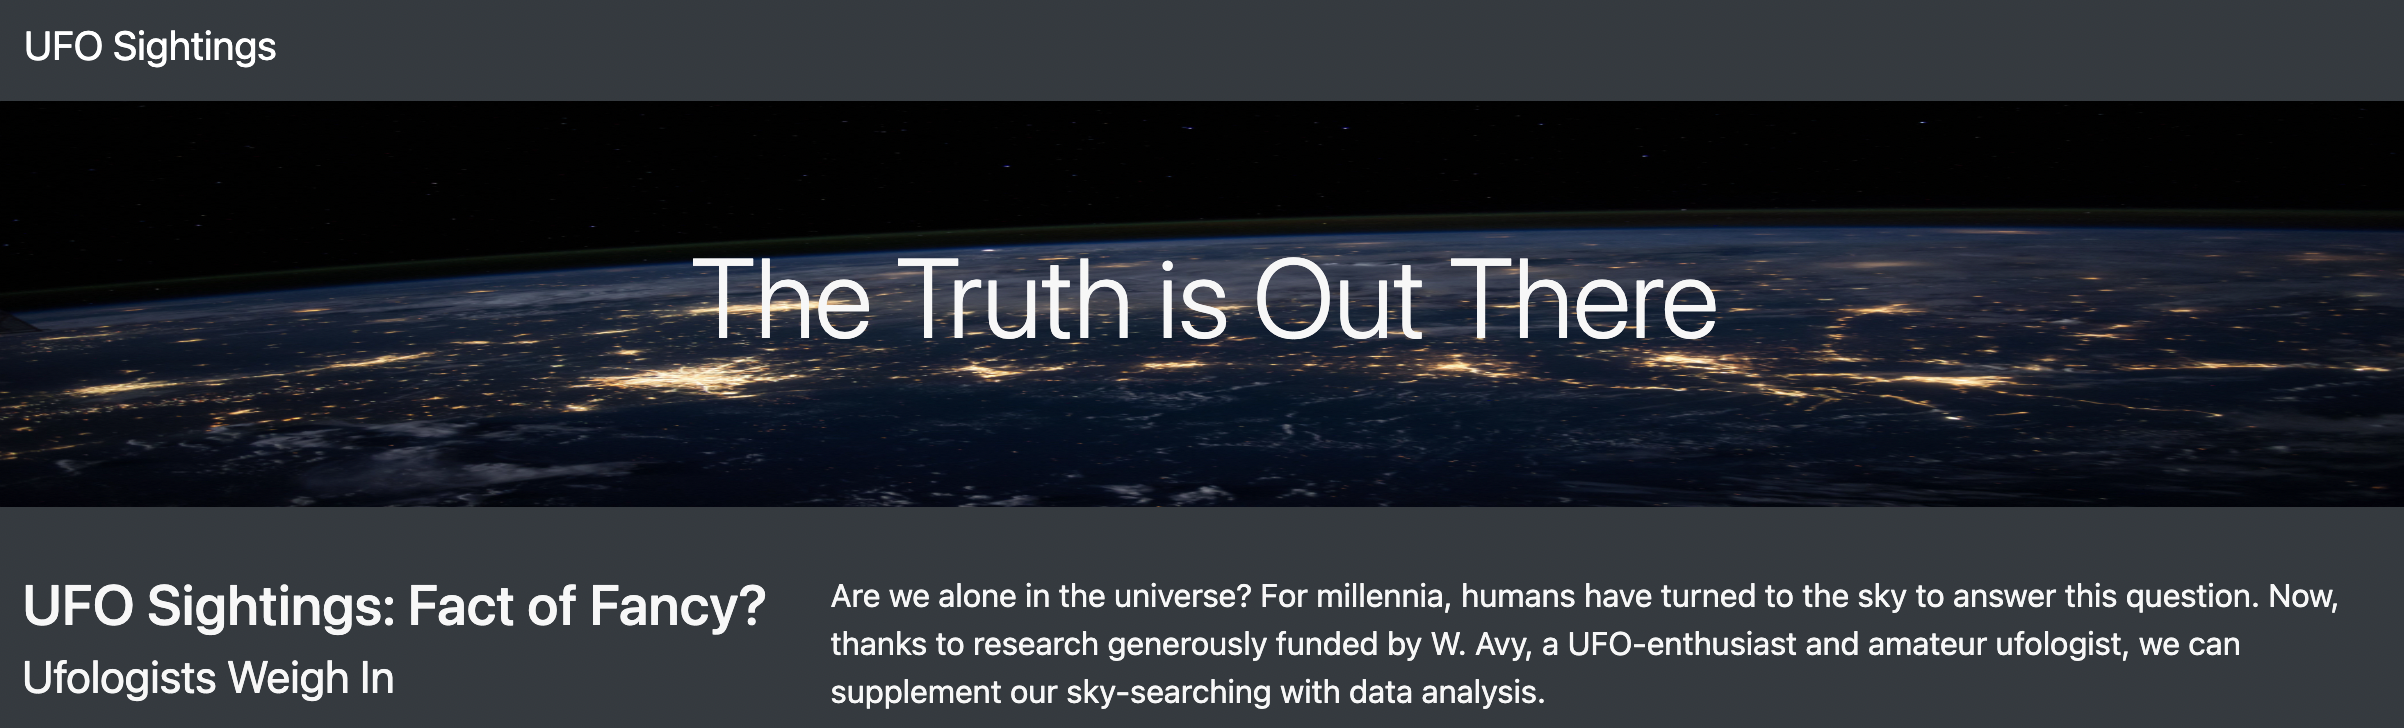 UFO Sightings
The Truth is Out There
UFO Sightings: Fact of Fancy?
Ufologists Weigh In
Are we alone in the universe? For millennia, humans have turned to the sky to answer this question. Now,
thanks to research generously funded by W. Avy, a UFO-enthusiast and amateur ufologist, we can
supplement our sky-searching with data analysis.